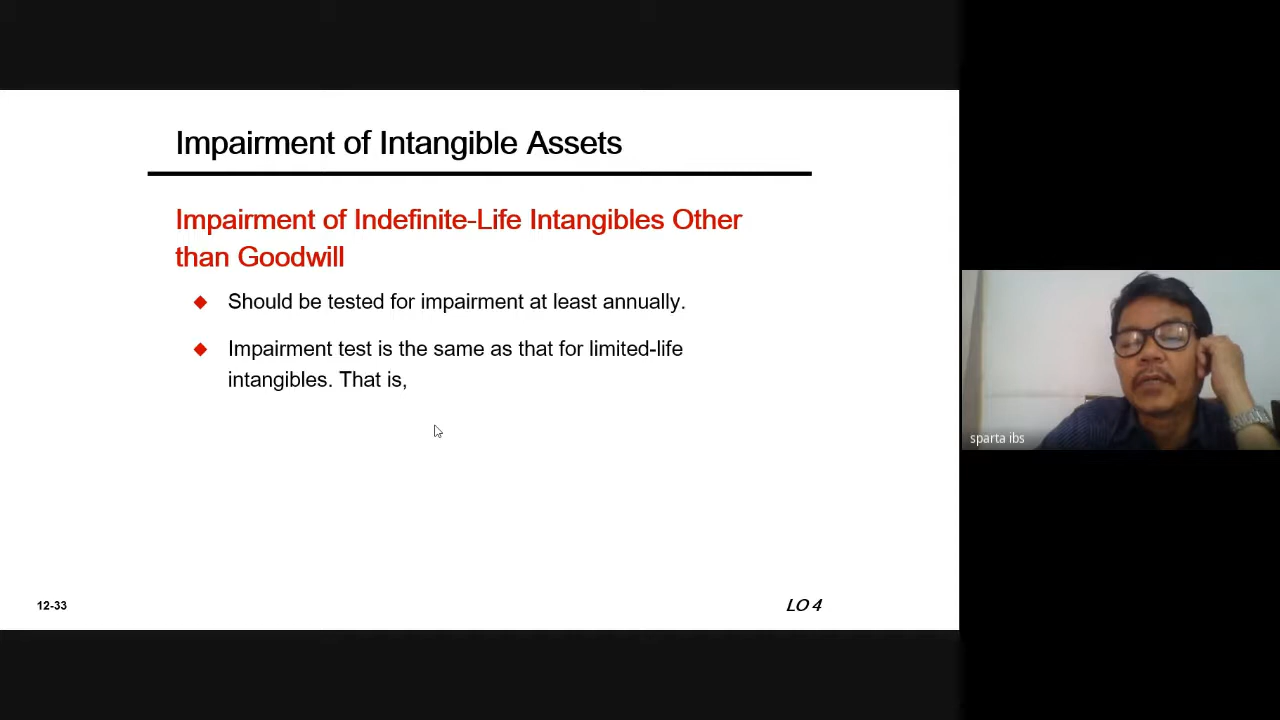 Impairment of Intangible Assets
Impairment of Indefinite-Life Intangibles Other
than Goodwill
Should be tested for impairment at least annually.
Impairment test is the same as that for limited-life
intangibles. That is,
12-33
LO 4
sparta ibs